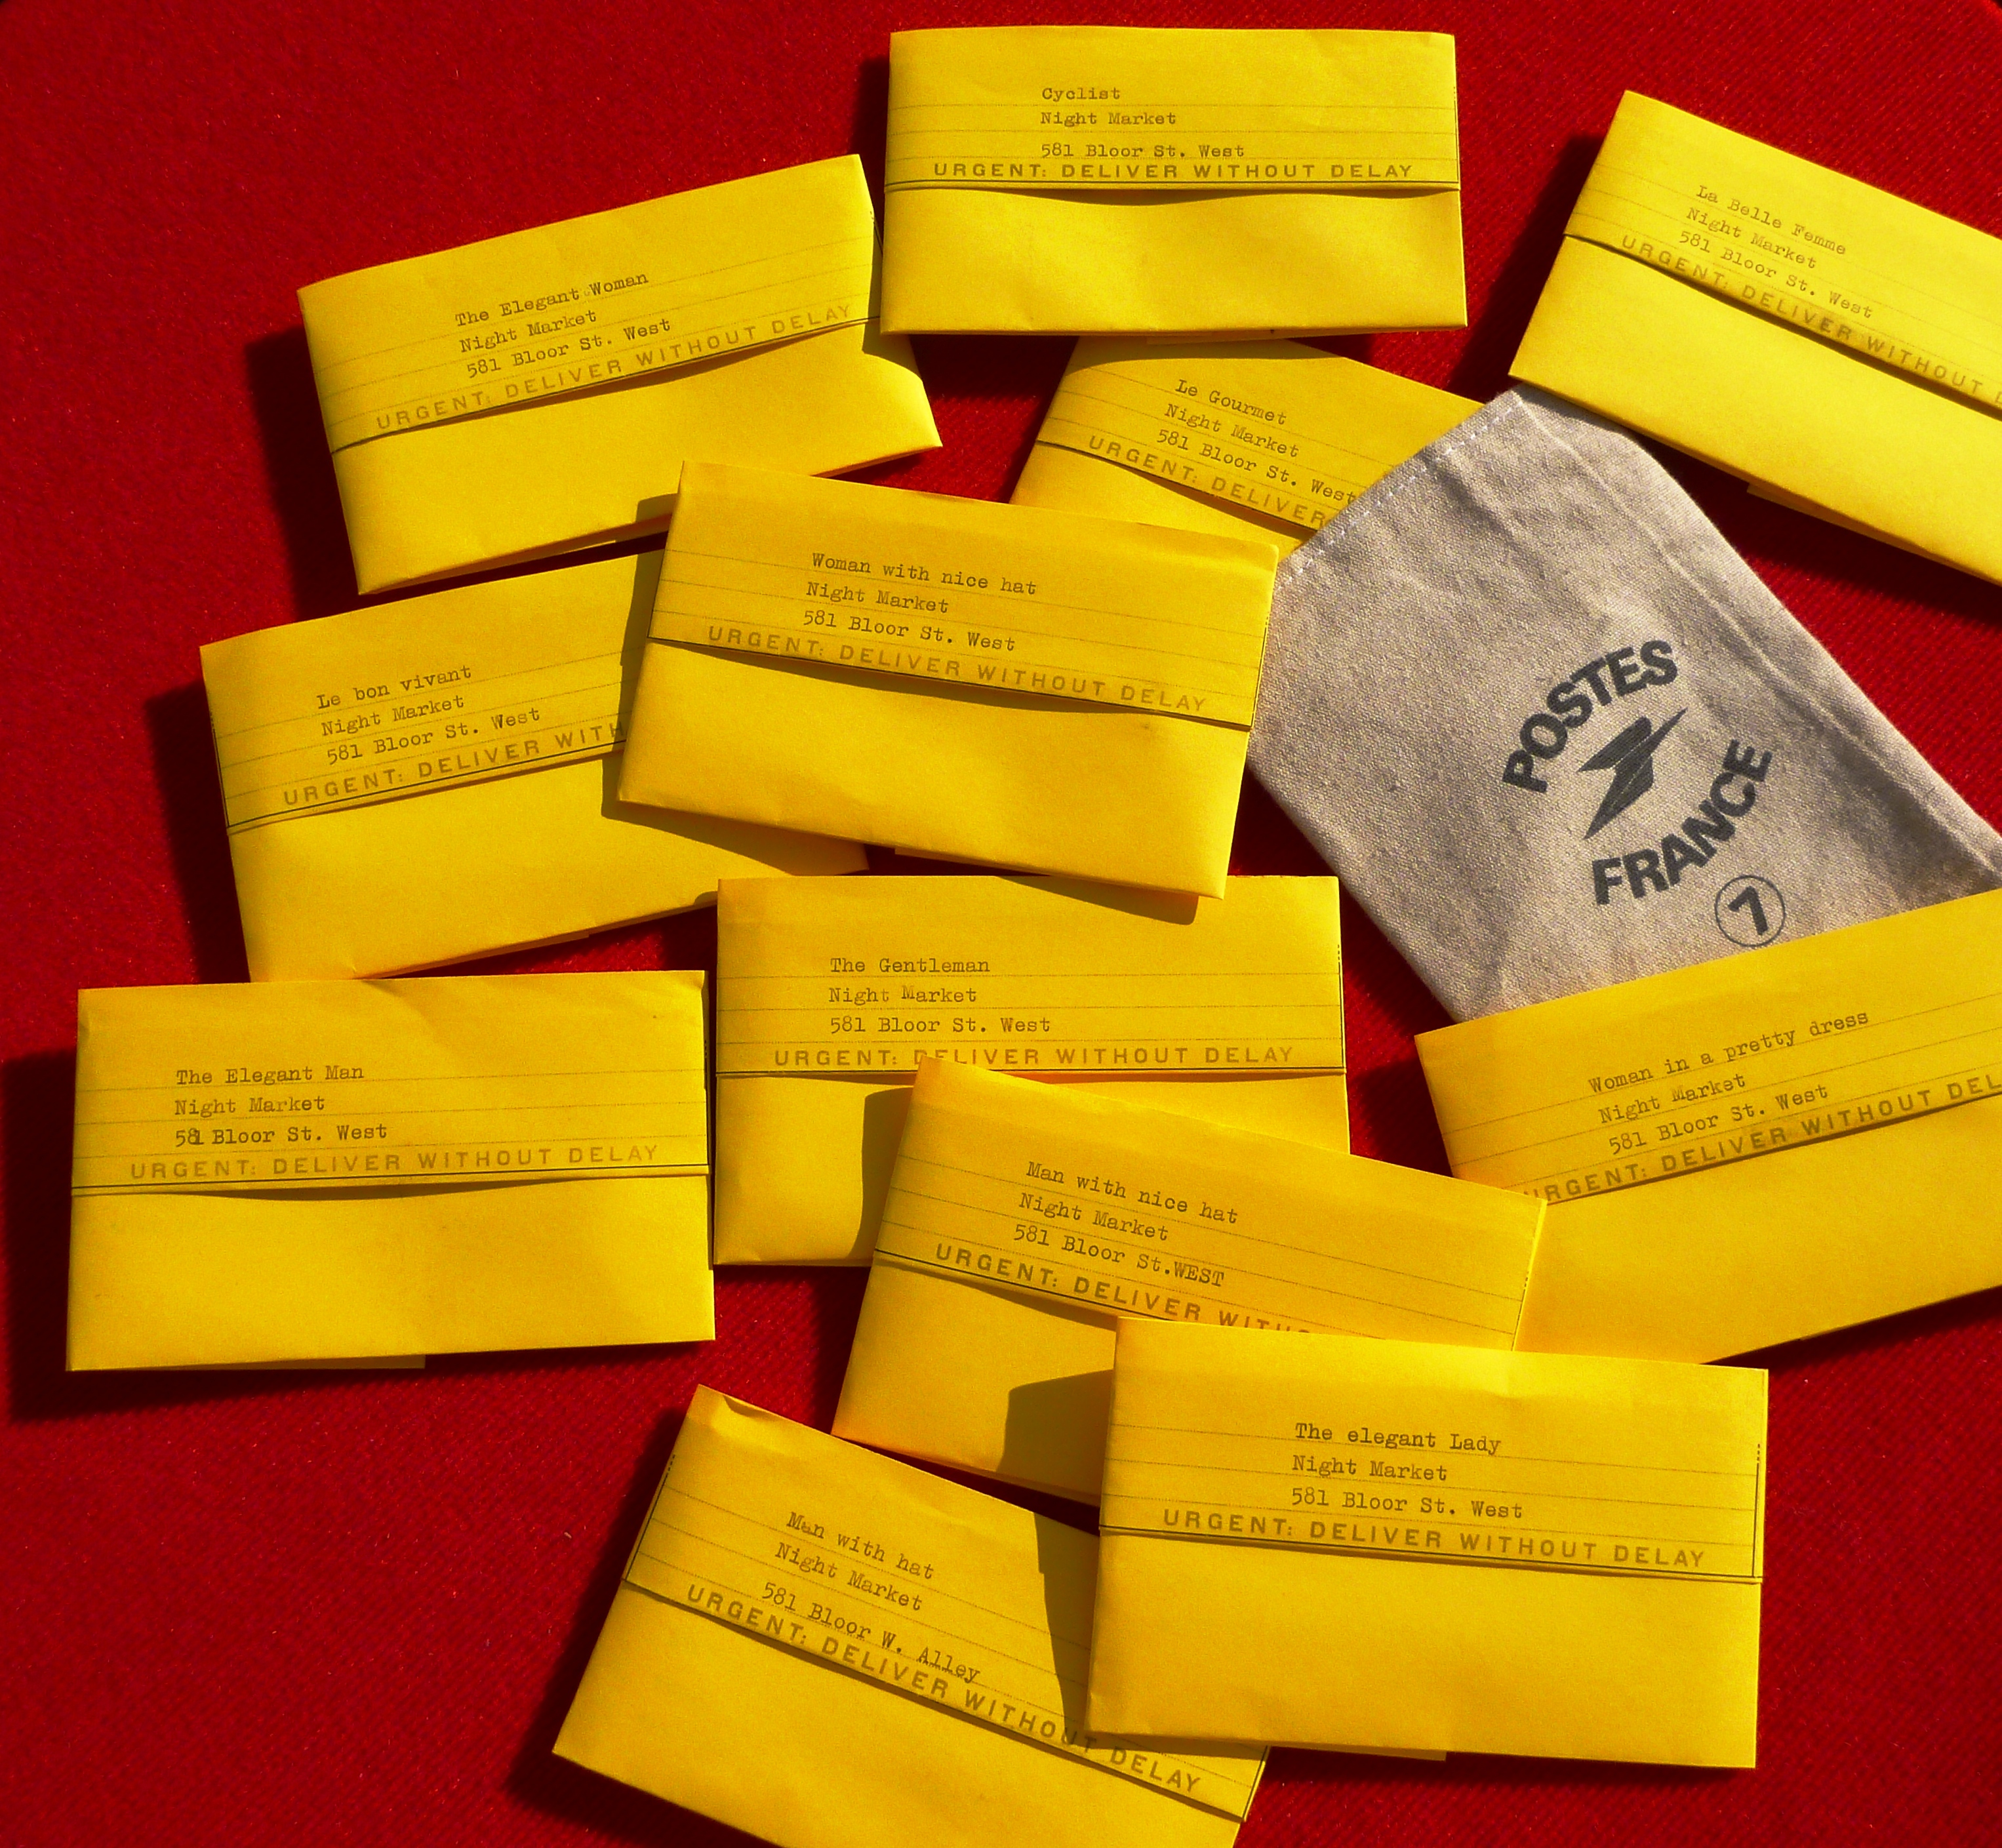 Cyclist
Night Market
581 Bloor St. West
URGENT: DELIVER WITHOUT DELAY
La Belle Femme
Night Market
581 Bloor St. West
URGENT: DELIVER WITHOUT
The Elegant Woman
Night Market
581 Bloor St. West
URGENT: DELIVER WITHOUT DELAY
Le Gourmet
Night Market
581 Bloor St. West
URGENT: DELIVER
Woman with nice hat
Night Market
581 Bloor St. West
URGENT: DELIVER WITHOUT DELAY
Le bon vivant
Night Market
581 Bloor St. West
URGENT: DELIVER WITH
POSTES
FRANCE
7
The Gentleman
Night Market
581 Bloor St. West
URGENT: DELIVER WITHOUT DELAY
Woman in a pretty dress
Night Market
581 Bloor St. West
URGENT: DELIVER WITHOUT DEL
The Elegant Man
Night Market
581 Bloor St. West
URGENT: DELIVER WITHOUT DELAY
Man with nice hat
Night Market
581 Bloor St.WEST
URGENT: DELIVER WITHO
The elegant Lady
Night Market
581 Bloor St. West
URGENT: DELIVER WITHOUT DELAY
Man with hat
Night Market
581 Bloor W. Alley
URGENT: DELIVER WITHOUT DELAY